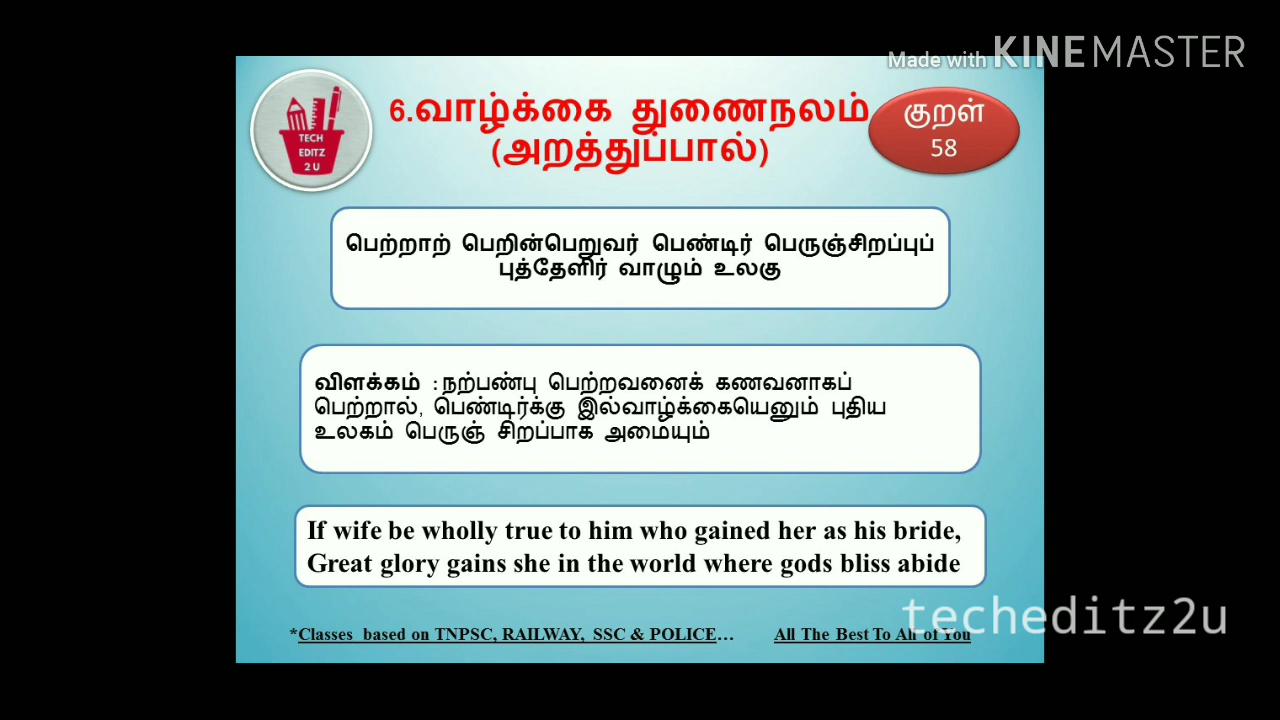 Made with KINEMASTER
TECH
EDITZ
2 U
6.வாழ்க்கை துணைநலம்
(அறத்துப்பால்)
குறள்
58
பெற்றாற் பெறின்பெறுவர் பெண்டிர் பெருஞ்சிறப்புப்
புத்தேளிர் வாழும் உலகு
விளக்கம் :நற்பண்பு பெற்றவனைக் கணவனாகப்
பெற்றால், பெண்டிர்க்கு இல்வாழ்க்கையெனும் புதிய
உலகம் பெருஞ் சிறப்பாக அமையும்
If wife be wholly true to him who gained her as his bride,
Great glory gains she in the world where gods bliss abide
techeditz2u
*Classes based on TNPSC, RAILWAY, SSC & POLICE... All The Best To All of You